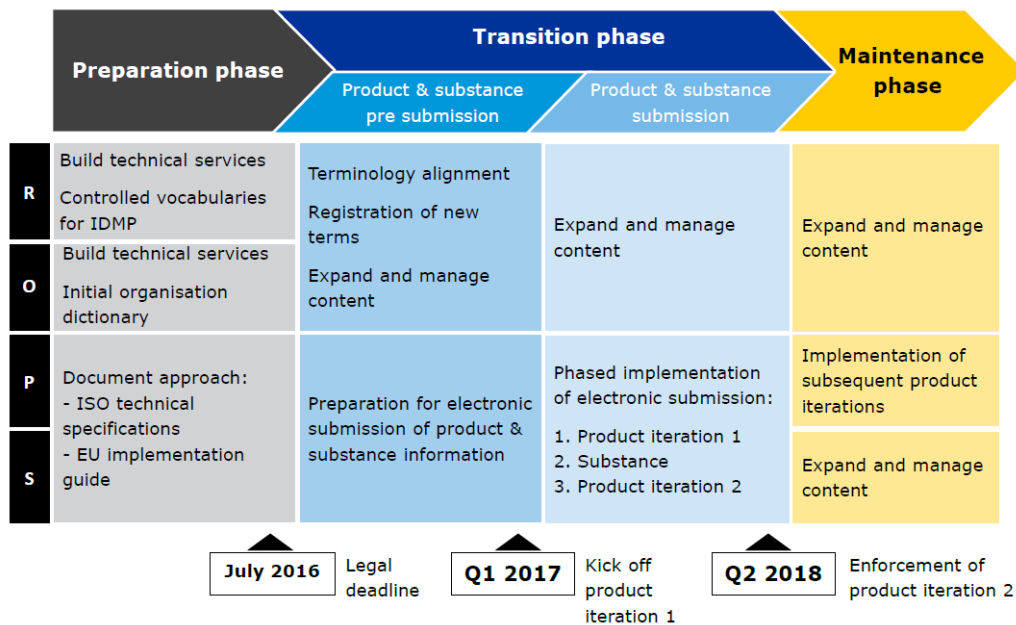 Preparation phase
Transition phase
Product & substance
pre submission
Product & substance
submission
Maintenance
phase
R
Build technical services
Controlled vocabularies
for IDMP
O
Build technical services
Initial organisation
dictionary
Terminology alignment
Registration of new
terms
Expand and manage
content
Expand and manage
content
Expand and manage
content
P
S
Document approach:
- ISO technical
specifications
- EU implementation
guide
Preparation for electronic
submission of product &
substance information
Phased implementation
of electronic submission:
1. Product iteration 1
2. Substance
3. Product iteration 2
Implementation of
subsequent product
iterations
Expand and manage
content
July 2016
Legal
deadline
Q1 2017
Kick off
product
iteration 1
Q2 2018
Enforcement of
product iteration 2